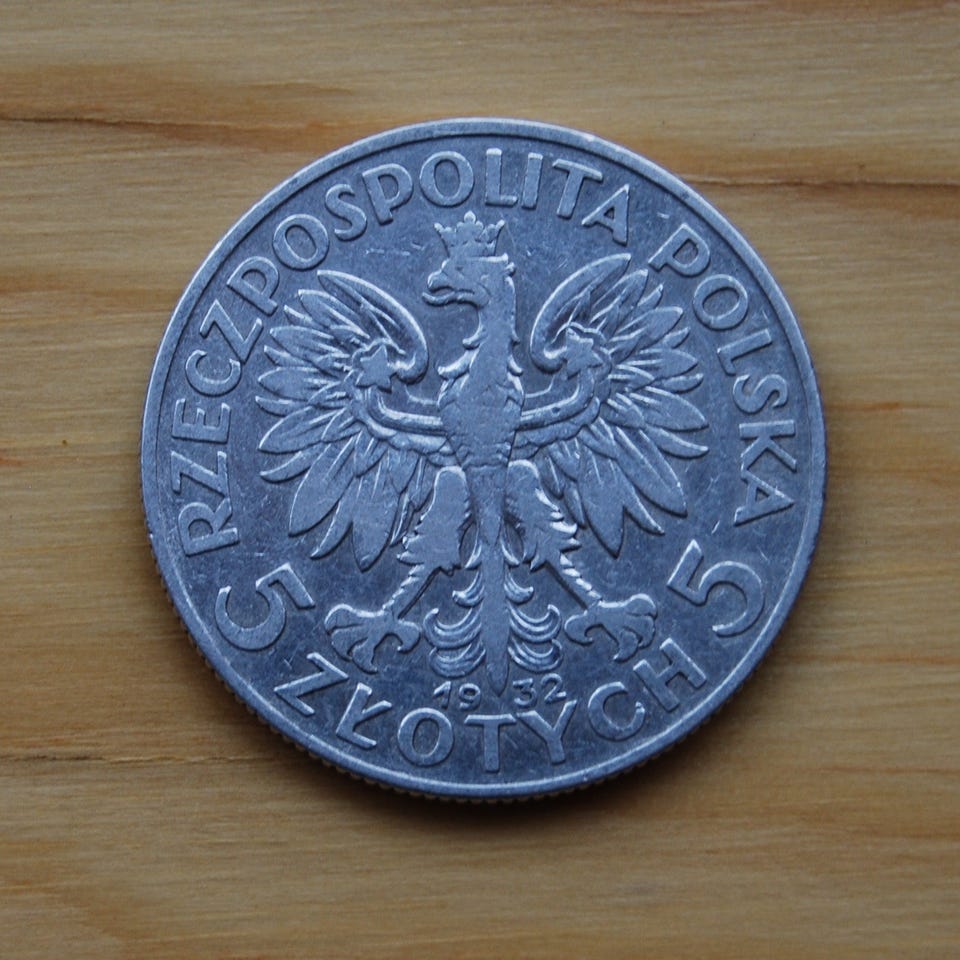 RZECZPOSPOLITA POLSKA
5 ZŁOTYCH 5
1932